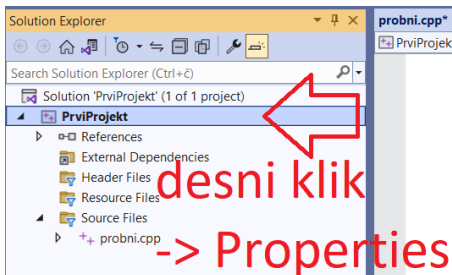 Solution Explorer
probni.cpp*
PrviProjek
Search Solution Explorer (Ctrl+č)
Solution 'PrviProjekt' (1 of 1 project)
PrviProjekt
References
External Dependencies
Header Files
Resource Files
desni klik
Source Files
++ probni.cpp
-> Properties